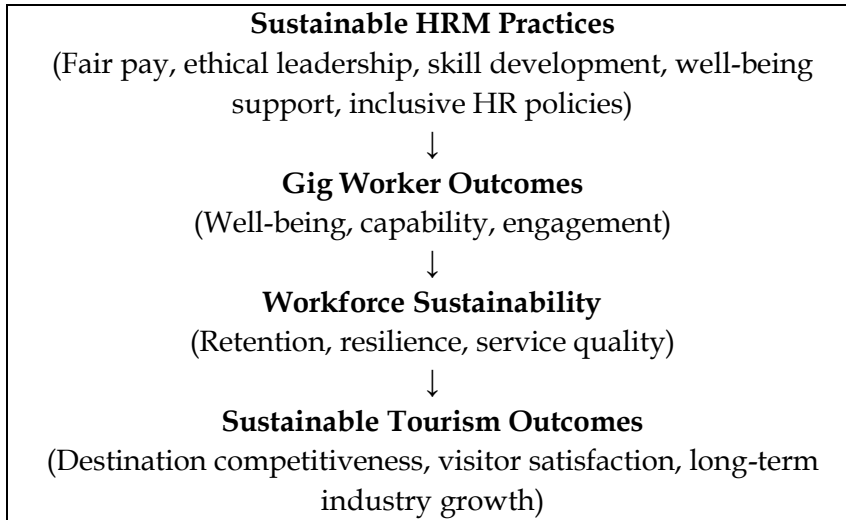 Sustainable HRM Practices
(Fair pay, ethical leadership, skill development, well-being
support, inclusive HR policies)
↓
Gig Worker Outcomes
(Well-being, capability, engagement)
↓
Workforce Sustainability
(Retention, resilience, service quality)
↓
Sustainable Tourism Outcomes
(Destination competitiveness, visitor satisfaction, long-term
industry growth)